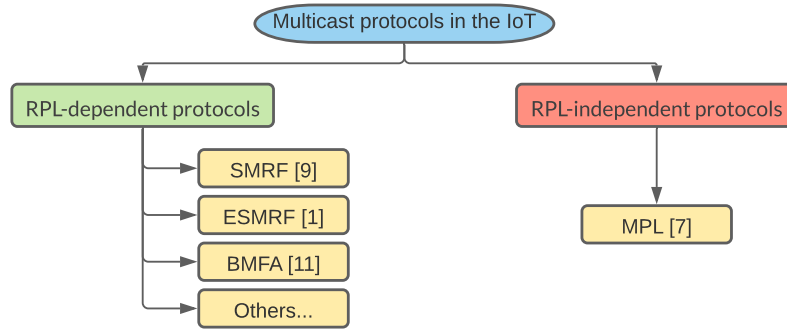 Multicast protocols in the IoT
RPL-dependent protocols
RPL-independent protocols
SMRF [9]
ESMRF [1]
BMFA [11]
Others...
MPL [7]